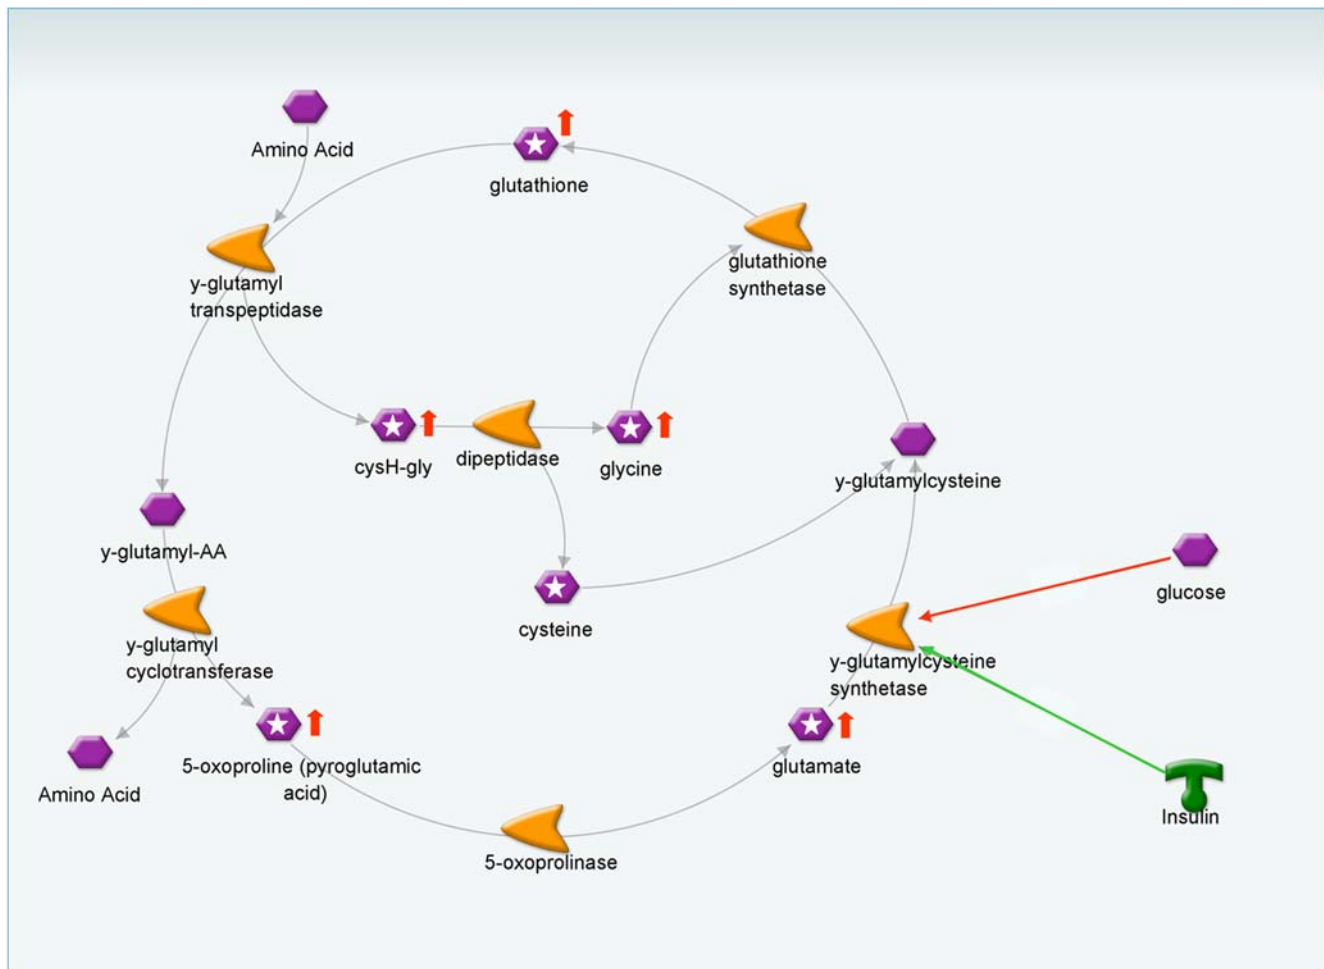 Amino Acid
glutathione
y-glutamyl
transpeptidase
glutathione
synthetase
cysH-gly
dipeptidase
glycine
y-glutamylcysteine
y-glutamyl-AA
glucose
cysteine
y-glutamyl
cyclotransferase
y-glutamylcysteine
synthetase
5-oxoproline (pyroglutamic
acid)
glutamate
Amino Acid
Insulin
5-oxoprolinase